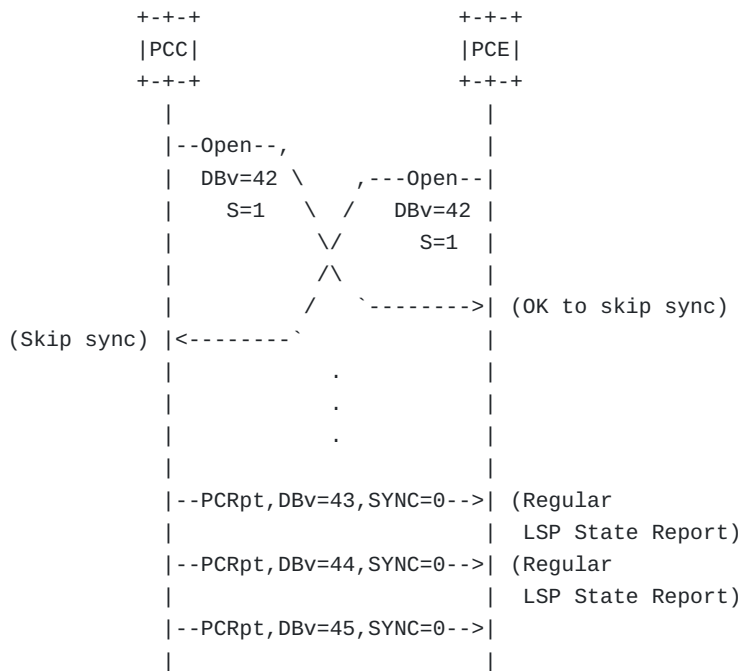 +-+-+                    +-+-+
|PCC|                    |PCE|
+-+-+                    +-+-+
  |                        |
  |--Open--,               |
  |  DBv=42 \    ,---Open--|
  |    S=1   \  /   DBv=42 |
  |           \/      S=1  |
  |           /\           |
  |          /   `-------->| (OK to skip sync)
(Skip sync) |<--------`              |
  |            .           |
  |            .           |
  |            .           |
  |                        |
  |--PCRpt,DBv=43,SYNC=0-->| (Regular
  |                        |  LSP State Report)
  |--PCRpt,DBv=44,SYNC=0-->| (Regular
  |                        |  LSP State Report)
  |--PCRpt,DBv=45,SYNC=0-->|
  |                        |